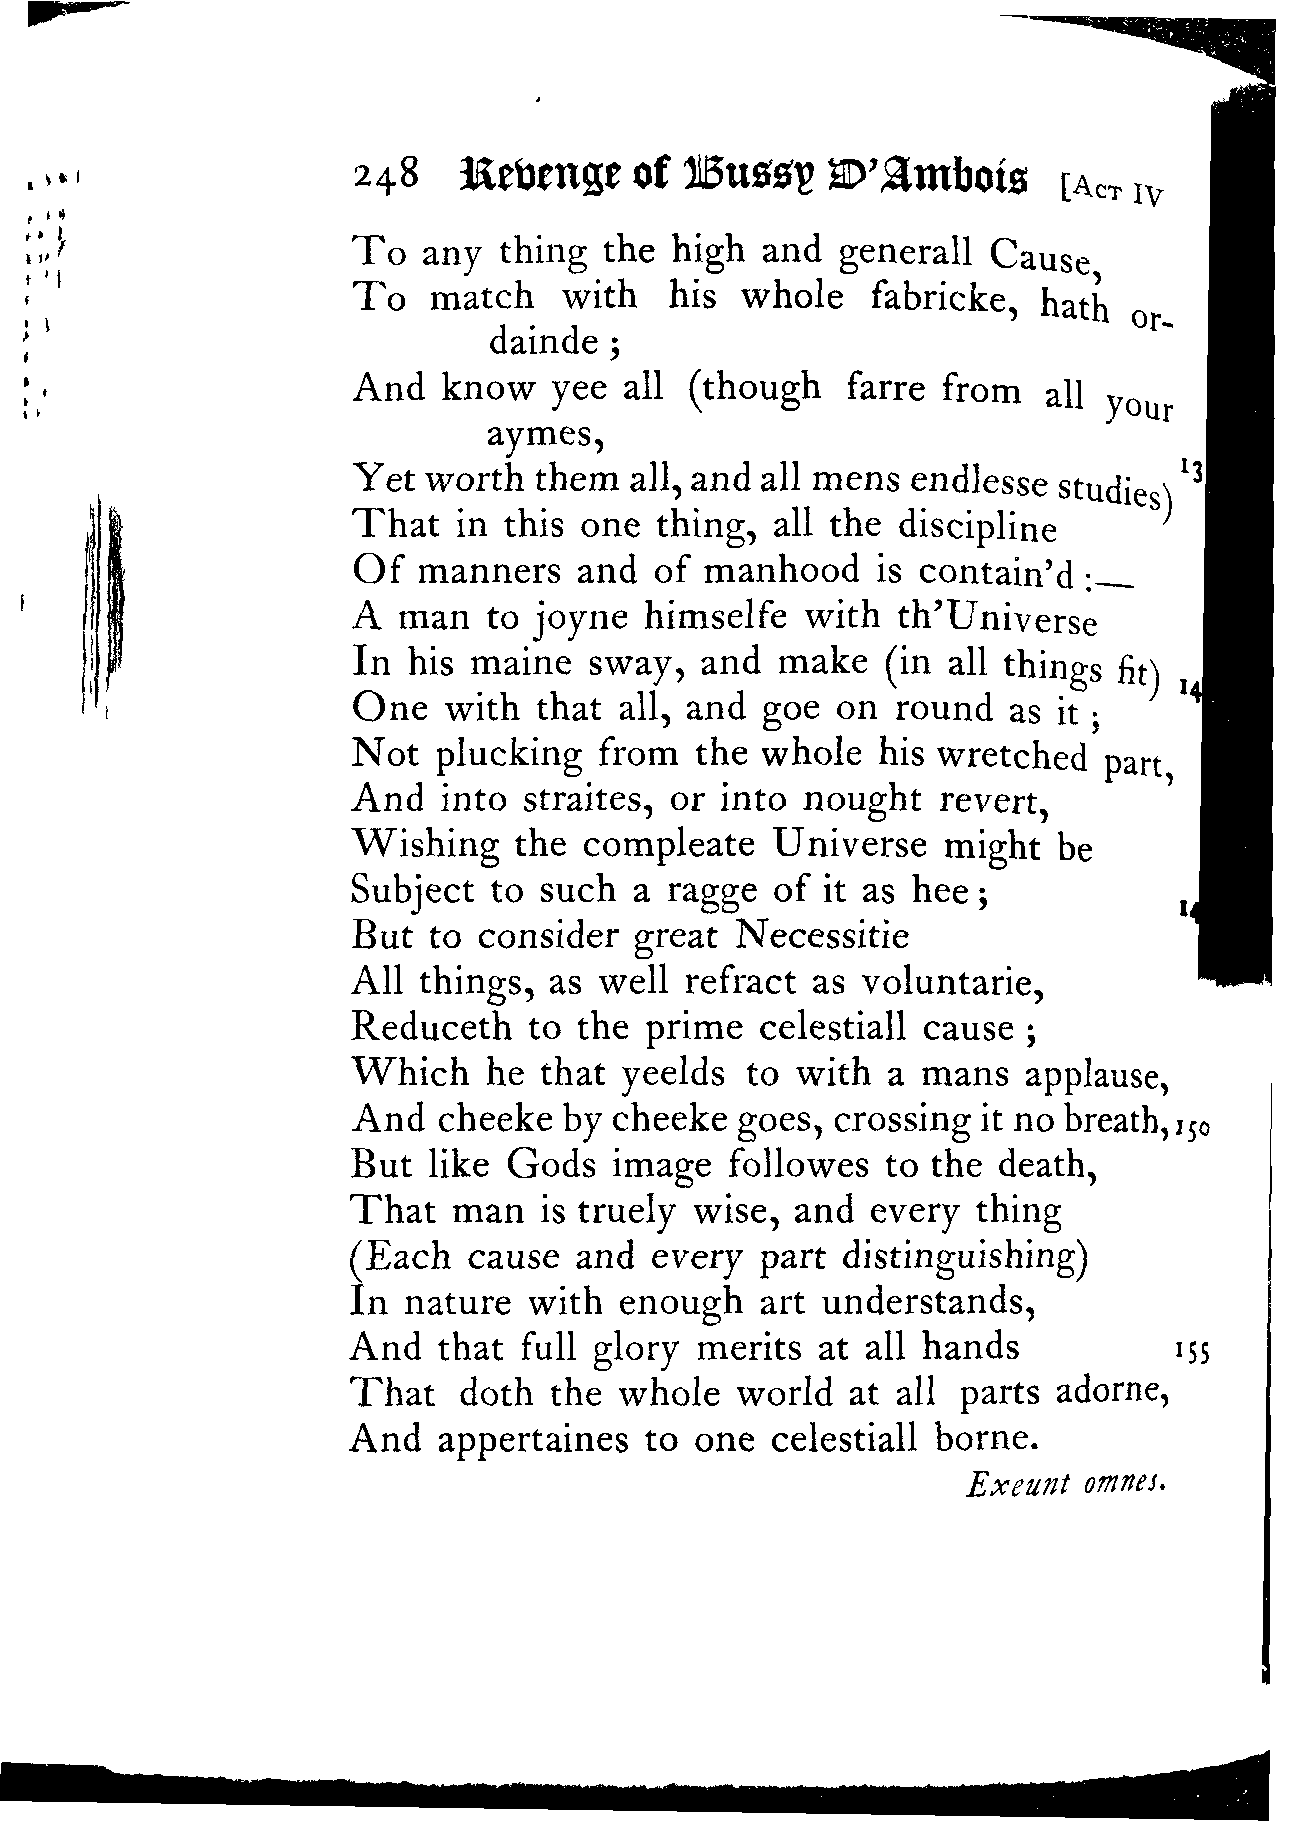 248 Revenge of Bussy D'Ambois [ACT IV
To any thing the high and generall Cause,
To match with his whole fabricke, hath or-
dainde ;
And know yee all (though farre from all your
aymes,
Yet worth them all, and all mens endlesse studies)
That in this one thing, all the discipline
Of manners and of manhood is contain'd :—
A man to joyne himselfe with th'Universe
In his maine sway, and make (in all things fit)
One with that all, and goe on round as it ;
Not plucking from the whole his wretched part,
And into straites, or into nought revert,
Wishing the compleate Universe might be
Subject to such a ragge of it as hee ;
But to consider great Necessitie
All things, as well refract as voluntarie,
Reduceth to the prime celestiall cause ;
Which he that yeelds to with a mans applause,
And cheeke by cheeke goes, crossing it no breath, 150
But like Gods image followes to the death,
That man is truely wise, and every thing
(Each cause and every part distinguishing)
In nature with enough art understands,
And that full glory merits at all hands 155
That doth the whole world at all parts adorne,
And appertaines to one celestiall borne.
Exeunt omnes.